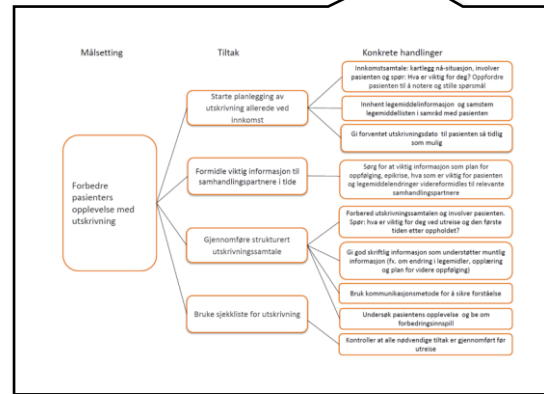 Målsetting
Tiltak
Konkrete handlinger
Forbedre
pasienters
opplevelse med
utskrivning
Starte planlegging av
utskrivning allerede ved
innkomst
Innkomstsamtale: kartlegg nå-situasjon, involver
pasienten og spør: Hva er viktig for deg? Oppfordre
pasienten til å notere og stille spørsmål
Innhent legemiddelinformasjon og samstem
legemiddellisten i samråd med pasienten
Gi forventet utskrivningsdato til pasienten så tidlig
som mulig
Formidle viktig informasjon til
samhandlingspartnere i tide
Sørg for at viktig informasjon som plan for
oppfølging, epikrise, hva som er viktig for pasienten
og legemiddelendringer videreformidles til relevante
samhandlingspartnere
Gjennomføre strukturert
utskrivningssamtale
Forbered utskrivningssamtalen og involver pasienten.
Spør: hva er viktig for deg ved utreise og den første
tiden etter oppholdet?
Gi god skriftlig informasjon som understøtter muntlig
informasjon (fx. om endring i legemidler, opplæring
og plan for videre oppfølging)
Bruk kommunikasjonsmetode for å sikre forståelse
Undersøk pasientens opplevelse og be om
forbedringsinnspill
Bruke sjekkliste for utskrivning
Kontroller at alle nødvendige tiltak er gjennomført før
utreise